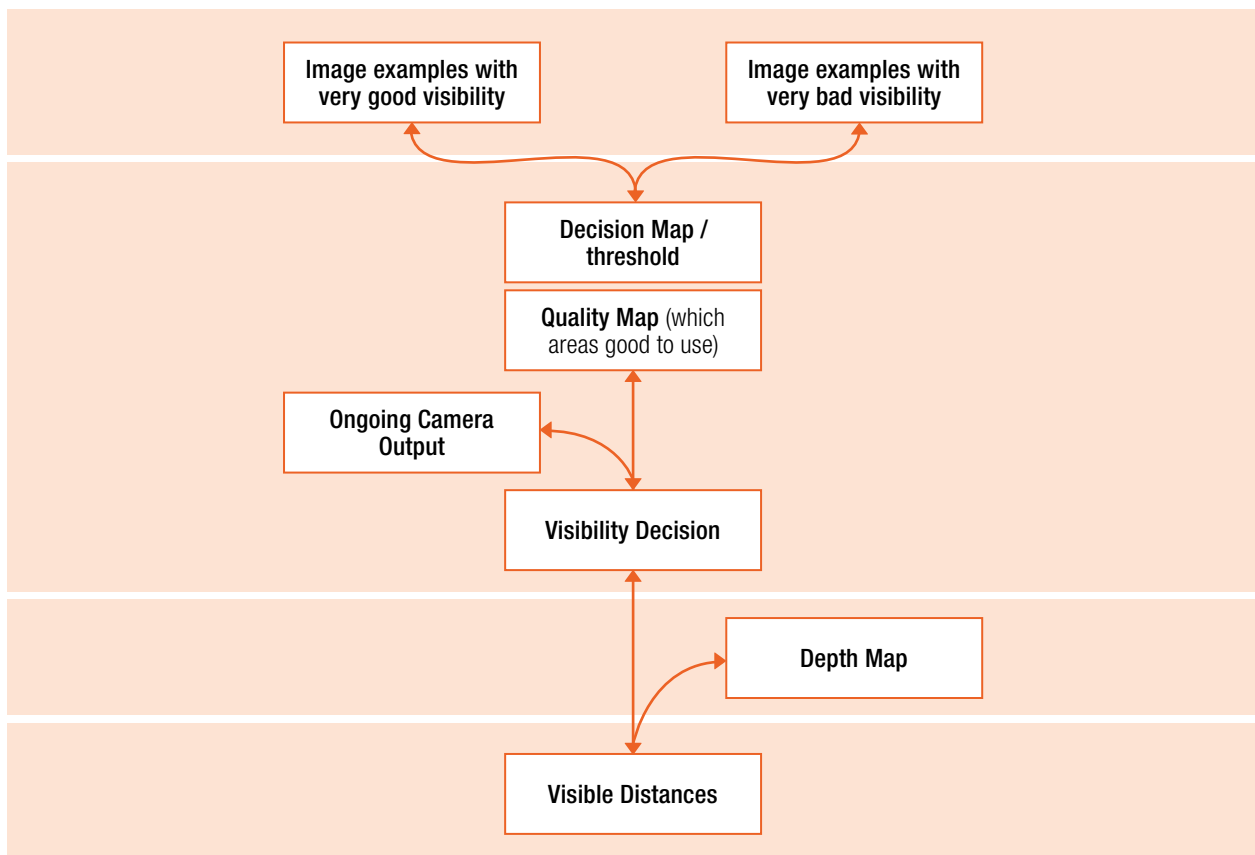 Image examples with
very good visibility
Image examples with
very bad visibility
Decision Map /
threshold
Quality Map (which
areas good to use)
Ongoing Camera
Output
Visibility Decision
Depth Map
Visible Distances